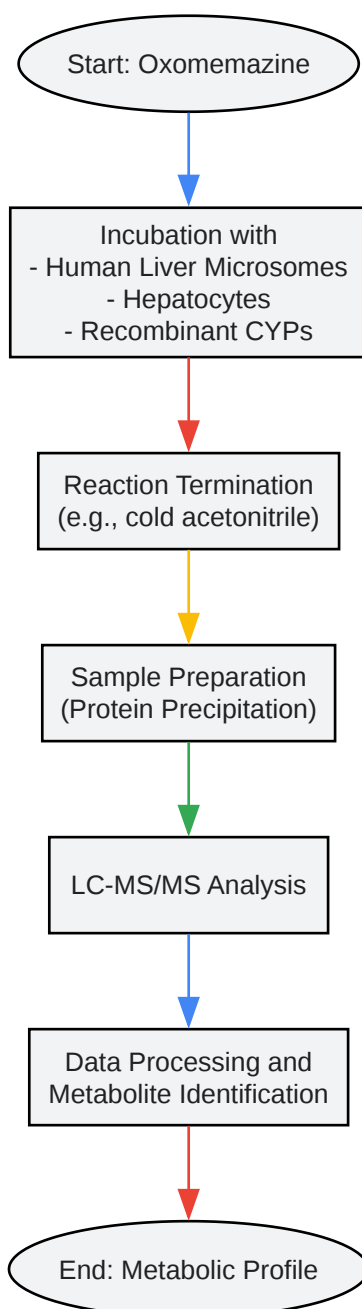 Start: Oxomemazine
Incubation with
- Human Liver Microsomes
- Hepatocytes
- Recombinant CYPs
Reaction Termination
(e.g., cold acetonitrile)
Sample Preparation
(Protein Precipitation)
LC-MS/MS Analysis
Data Processing and
Metabolite Identification
End: Metabolic Profile